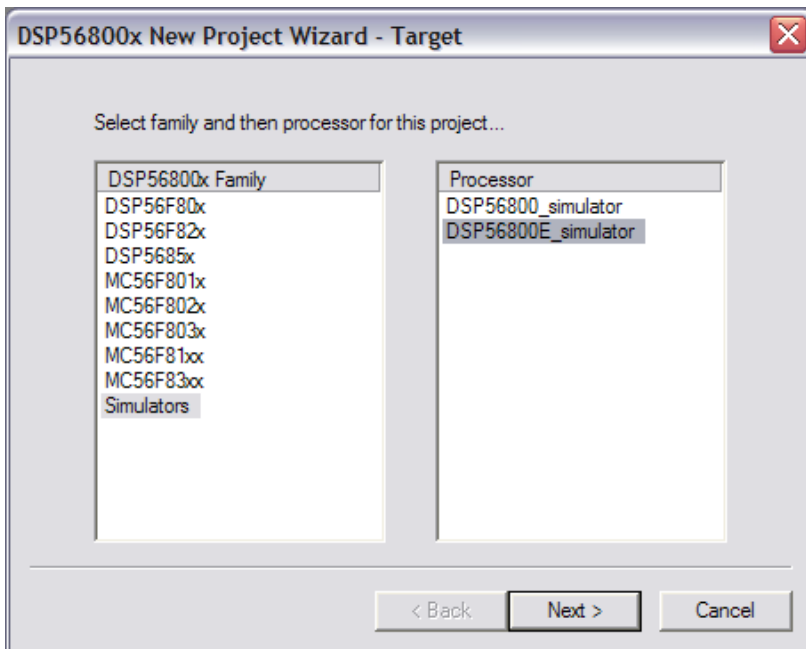 DSP56800x New Project Wizard - Target
Select family and then processor for this project...
DSP56800x Family
DSP56F80x
DSP56F82x
DSP5685x
MC56F801x
MC56F802x
MC56F803x
MC56F81xx
MC56F83xx
Simulators
Processor
DSP56800_simulator
DSP56800E_simulator
< Back
Next >
Cancel